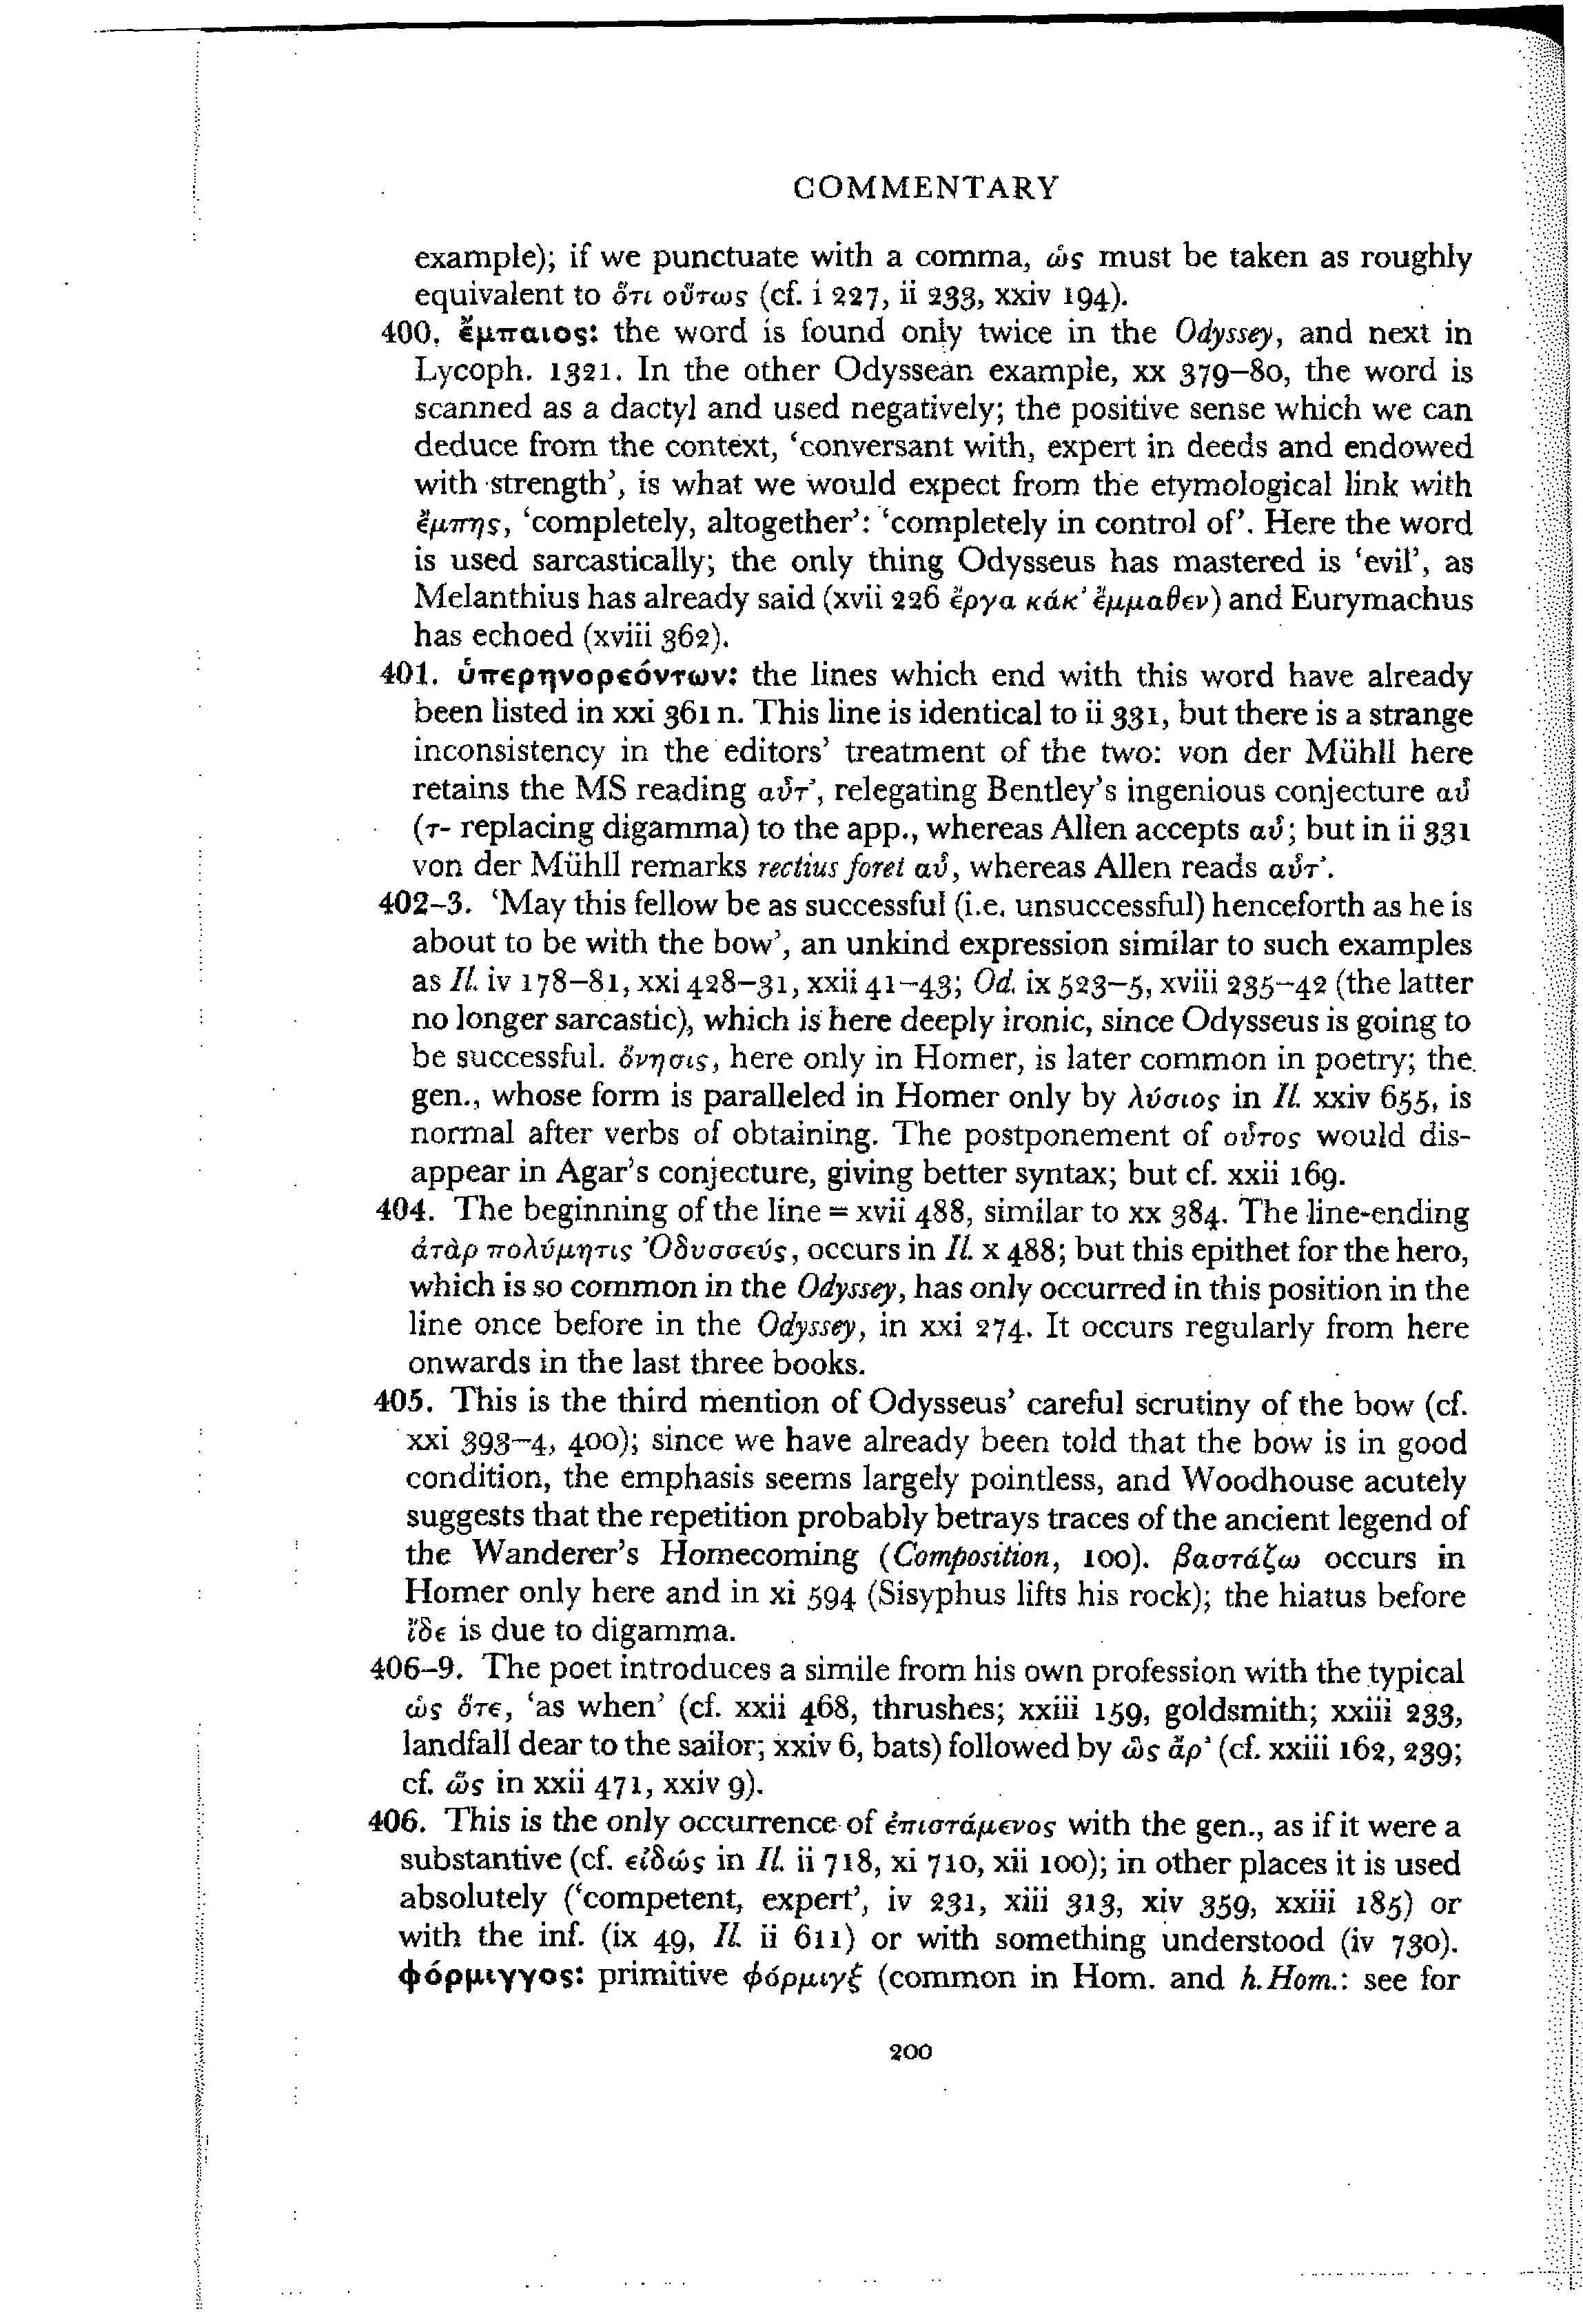 COMMENTARY
example); if we punctuate with a comma, ὡς must be taken as roughly
equivalent to ὅτι οὕτως (cf. i 227, ii 233, xxiv 194).
400. ἔμπαιος: the word is found only twice in the Odyssey, and next in
Lycoph. 1321. In the other Odyssean example, xx 379–80, the word is
scanned as a dactyl and used negatively; the positive sense which we can
deduce from the context, ‘conversant with, expert in deeds and endowed
with strength’, is what we would expect from the etymological link with
ἔμπης, ‘completely, altogether’: ‘completely in control of’. Here the word
is used sarcastically; the only thing Odysseus has mastered is ‘evil’, as
Melanthius has already said (xvii 226 ἔργα κάκ’ ἔμμαθεν) and Eurymachus
has echoed (xviii 362).
401. ὑπερηνορεόντων: the lines which end with this word have already
been listed in xxi 361 n. This line is identical to ii 331, but there is a strange
inconsistency in the editors’ treatment of the two: von der Mühll here
retains the MS reading αὖτ’, relegating Bentley’s ingenious conjecture αὖ
(τ- replacing digamma) to the app., whereas Allen accepts αὖ; but in ii 331
von der Mühll remarks rectius foret αὖ, whereas Allen reads αὖτ’.
402–3. ‘May this fellow be as successful (i.e. unsuccessful) henceforth as he is
about to be with the bow’, an unkind expression similar to such examples
as Il. iv 178–81, xxi 428–31, xxii 41–43; Od. ix 523–5, xviii 235–42 (the latter
no longer sarcastic), which is here deeply ironic, since Odysseus is going to
be successful. ὄνησις, here only in Homer, is later common in poetry; the
gen., whose form is paralleled in Homer only by λύσιος in Il. xxiv 655, is
normal after verbs of obtaining. The postponement of οὗτος would dis-
appear in Agar’s conjecture, giving better syntax; but cf. xxii 169.
404. The beginning of the line = xvii 488, similar to xx 384. The line-ending
ἀτὰρ πολύμητις Ὀδυσσεύς, occurs in Il. x 488; but this epithet for the hero,
which is so common in the Odyssey, has only occurred in this position in the
line once before in the Odyssey, in xxi 274. It occurs regularly from here
onwards in the last three books.
405. This is the third mention of Odysseus’ careful scrutiny of the bow (cf.
xxi 393–4, 400); since we have already been told that the bow is in good
condition, the emphasis seems largely pointless, and Woodhouse acutely
suggests that the repetition probably betrays traces of the ancient legend of
the Wanderer’s Homecoming (Composition, 100). βαστάζω occurs in
Homer only here and in xi 594 (Sisyphus lifts his rock); the hiatus before
ἴδε is due to digamma.
406–9. The poet introduces a simile from his own profession with the typical
ὡς ὅτε, ‘as when’ (cf. xxii 468, thrushes; xxiii 159, goldsmith; xxiii 233,
landfall dear to the sailor; xxiv 6, bats) followed by ὣς ἄρ’ (cf. xxiii 162, 239;
cf. ὥς in xxii 471, xxiv 9).
406. This is the only occurrence of ἐπιστάμενος with the gen., as if it were a
substantive (cf. εἰδώς in Il. ii 718, xi 710, xii 100); in other places it is used
absolutely (‘competent, expert’, iv 231, xiii 313, xiv 359, xxiii 185) or
with the inf. (ix 49, Il. ii 611) or with something understood (iv 730).
φόρμιγγος: primitive φόρμιγξ (common in Hom. and h.Hom.: see for
200